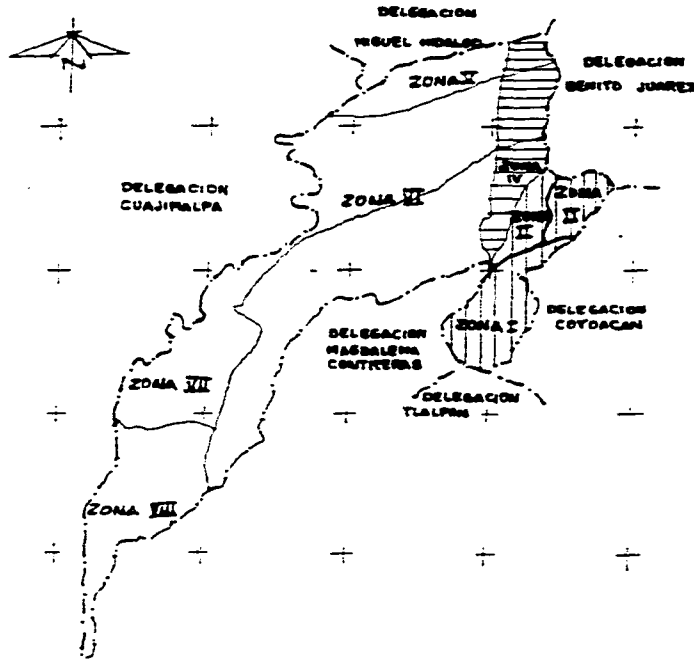 DELEGACION
MIGUEL HIDALGO
DELEGACION
BENITO JUAREZ
ZONA V
DELEGACION
CUAJIMALPA
ZONA VI
ZONA
IV
ZONA
II
ZONA
II
N
DELEGACION
MAGDALENA
CONTRERAS
ZONA I
DELEGACION
COYOACAN
DELEGACION
TLALPAN
ZONA VII
ZONA VIII